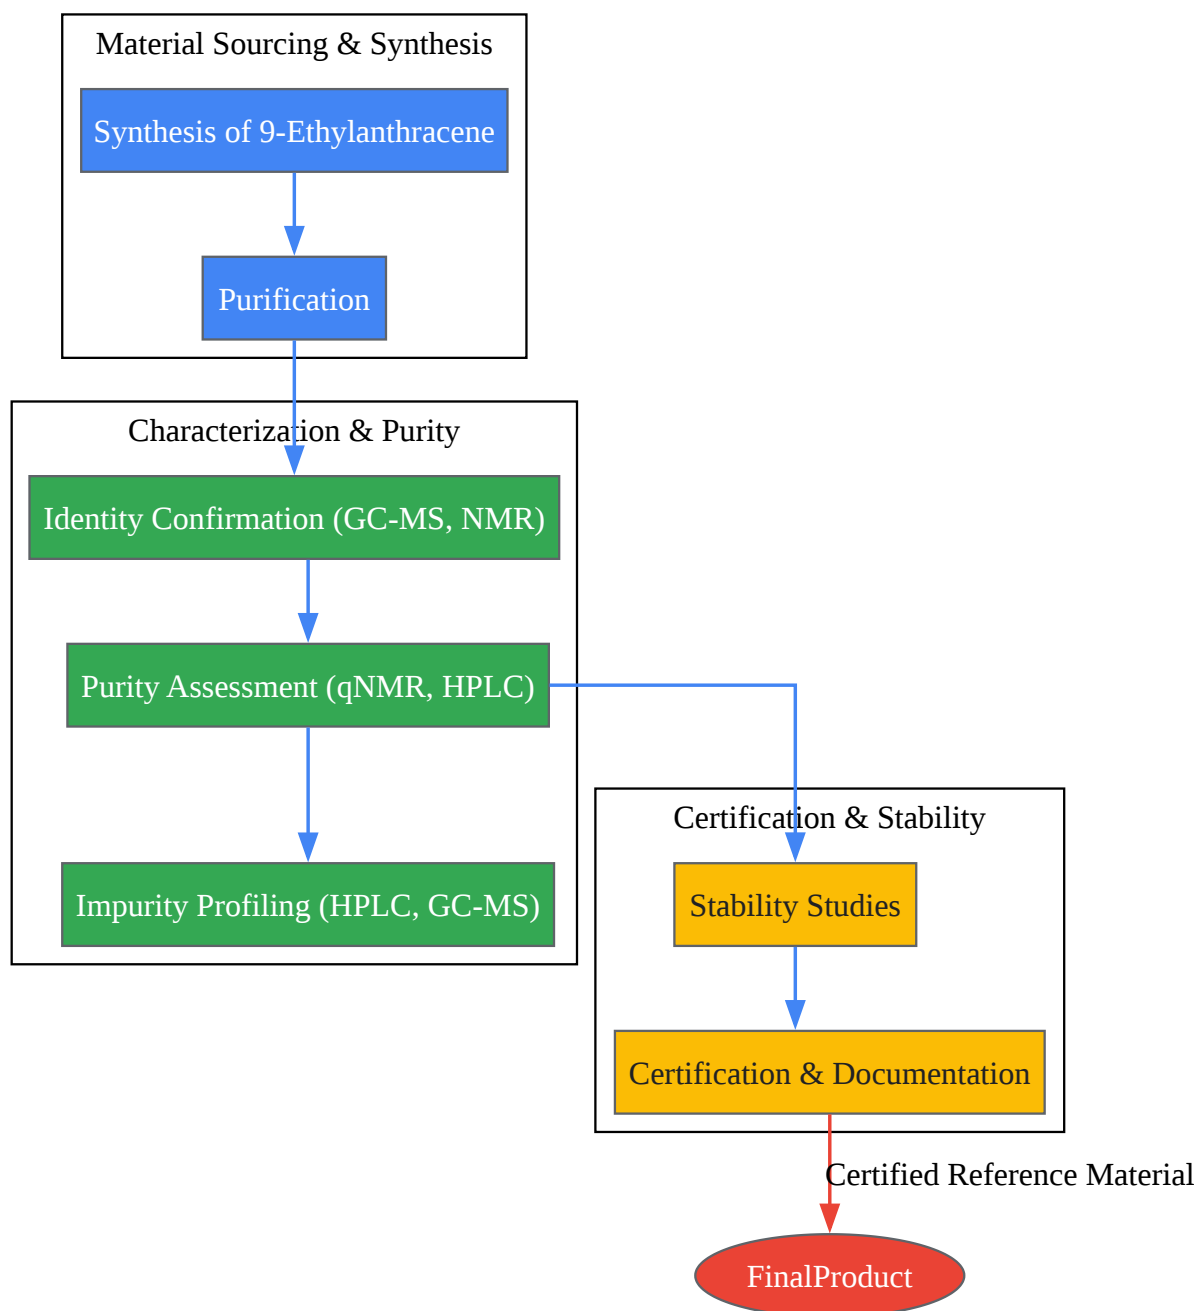 Material Sourcing & Synthesis
Synthesis of 9-Ethylanthracene
Purification
Characterization & Purity
Identity Confirmation (GC-MS, NMR)
Purity Assessment (qNMR, HPLC)
Impurity Profiling (HPLC, GC-MS)
Certification & Stability
Stability Studies
Certification & Documentation
Certified Reference Material
FinalProduct